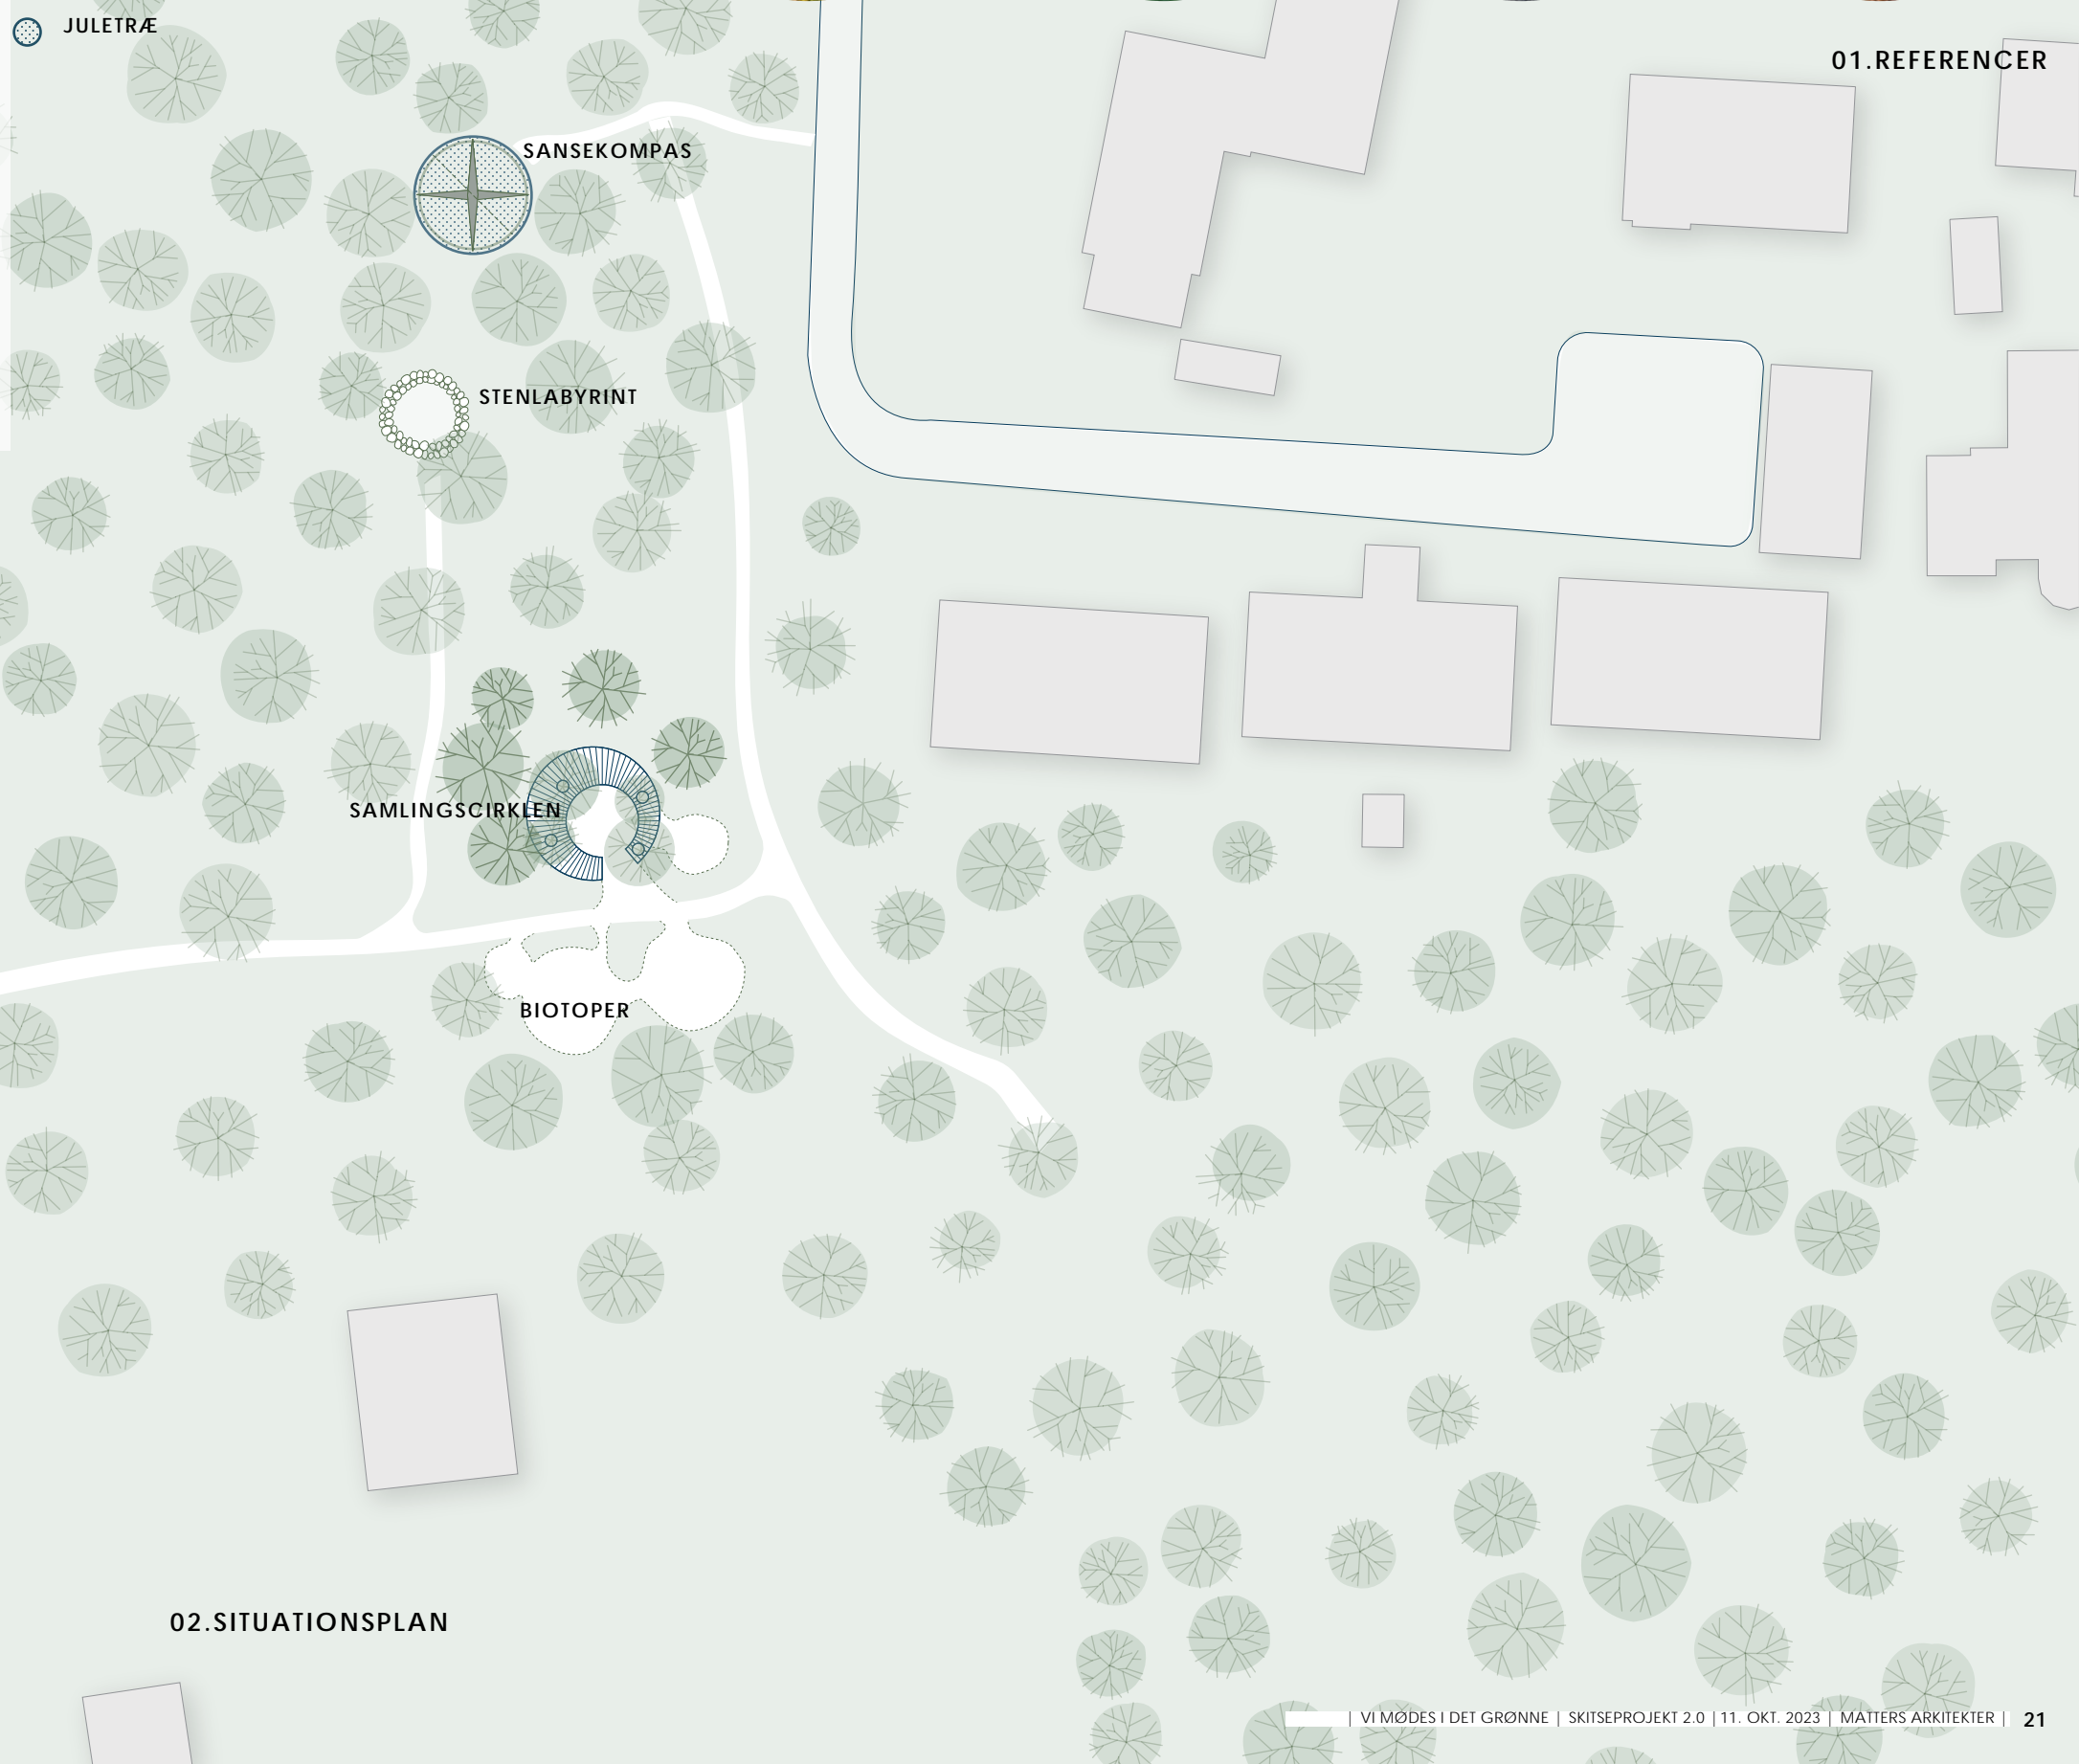 JULETRÆ
01.REFERENCER
SANSEKOMPAS
STENLABYRINT
SAMLINGSCIRKLEN
BIOTOPER
02.SITUATIONSPLAN
| VI MØDES I DET GRØNNE | SKITSEPROJEKT 2.0 | 11. OKT. 2023 | MATTERS ARKITEKTER | 21